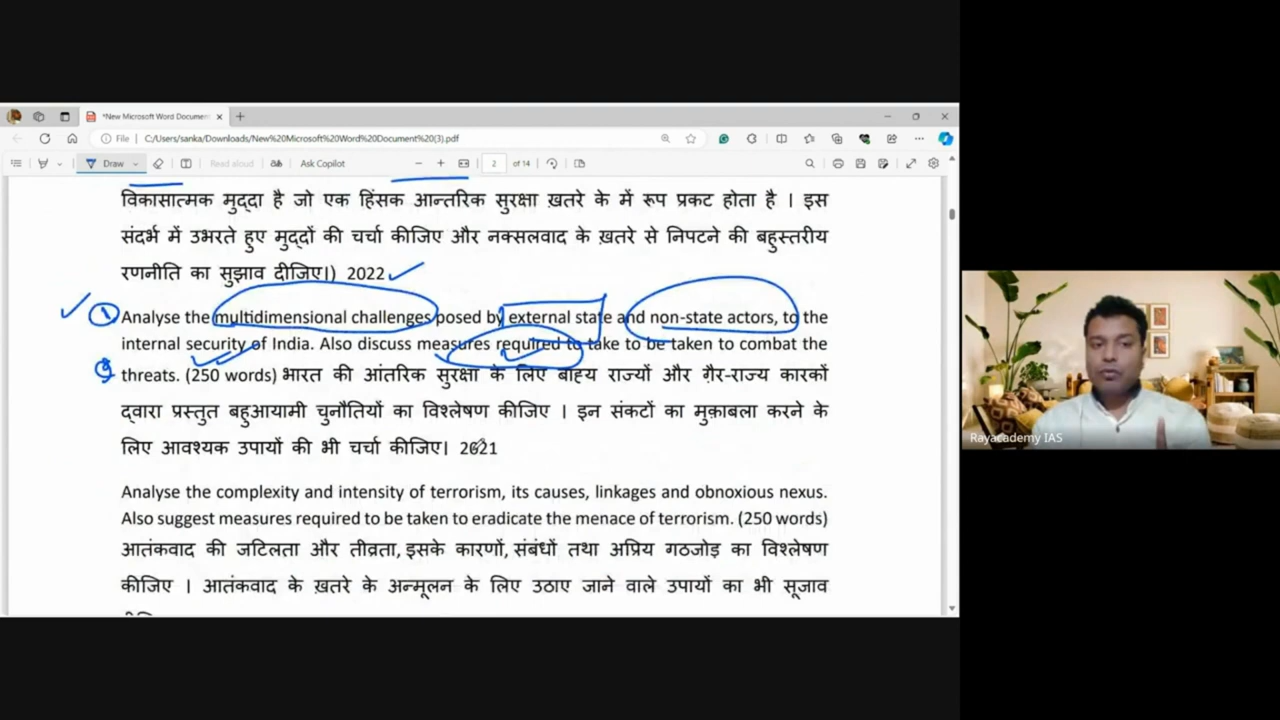 *New Microsoft Word Documen
File C:/Users/sanka/Downloads/New%20Microsoft%20Word%20Document%20(3).pdf
Draw Read aloud Ask Copilot 2 of 14
विकासात्मक मुद्दा है जो एक हिंसक आन्तरिक सुरक्षा ख़तरे के में रूप प्रकट होता है । इस
संदर्भ में उभरते हुए मुद्दों की चर्चा कीजिए और नक्सलवाद के ख़तरे से निपटने की बहुस्तरीय
रणनीति का सुझाव दीजिए।) 2022
Analyse the multidimensional challenges posed by external state and non-state actors, to the
internal security of India. Also discuss measures required to take to be taken to combat the
threats. (250 words) भारत की आंतरिक सुरक्षा के लिए बाह्य राज्यों और ग़ैर-राज्य कारकों
द्वारा प्रस्तुत बहुआयामी चुनौतियों का विश्लेषण कीजिए । इन संकटों का मुक़ाबला करने के
लिए आवश्यक उपायों की भी चर्चा कीजिए। 2021
Analyse the complexity and intensity of terrorism, its causes, linkages and obnoxious nexus.
Also suggest measures required to be taken to eradicate the menace of terrorism. (250 words)
आतंकवाद की जटिलता और तीव्रता, इसके कारणों, संबंधों तथा अप्रिय गठजोड़ का विश्लेषण
कीजिए । आतंकवाद के ख़तरे के अन्मूलन के लिए उठाए जाने वाले उपायों का भी सूजाव
Rayacademy IAS